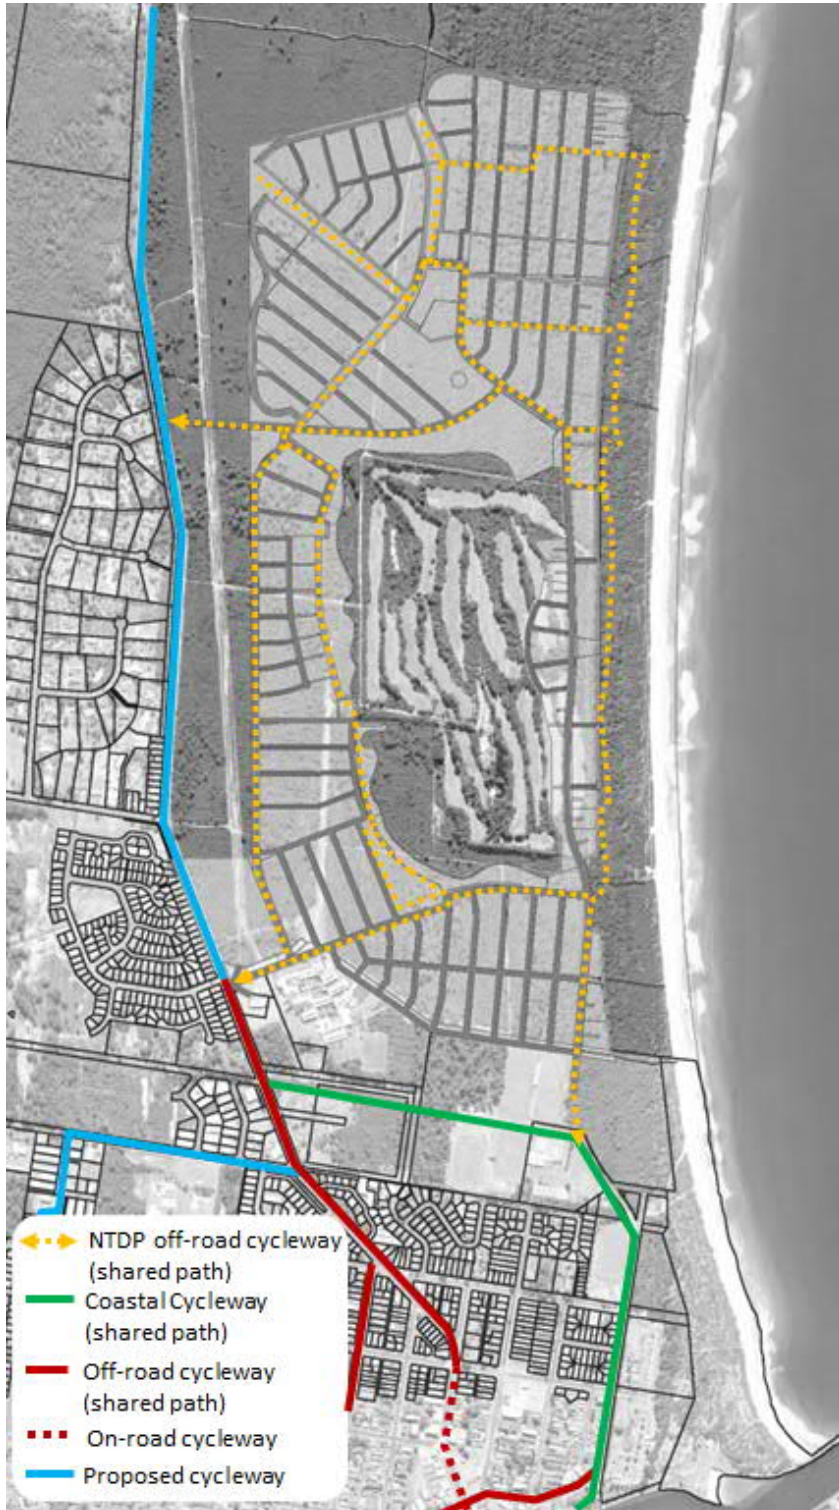 NTDP off-road cycleway
(shared path)
Coastal Cycleway
(shared path)
Off-road cycleway
(shared path)
On-road cycleway
Proposed cycleway